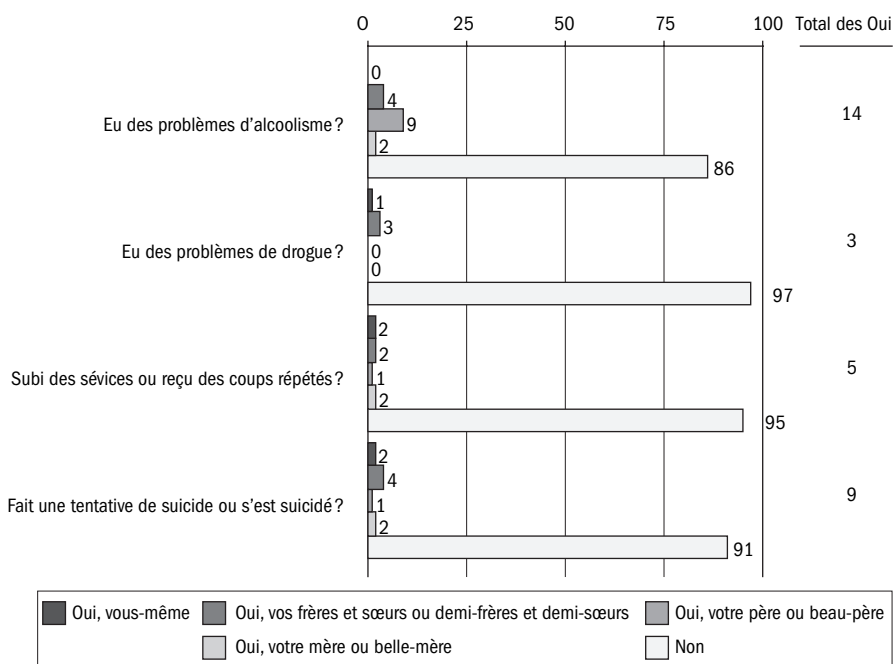 0 25 50 75 100 Total des Oui
0
4
Eu des problèmes d'alcoolisme ? 9 14
2
86
1
3
Eu des problèmes de drogue ? 0 3
0
97
2
2
Subi des sévices ou reçu des coups répétés ? 1 5
2
95
2
4
Fait une tentative de suicide ou s'est suicidé ? 1 9
2
91
Oui, vous-même Oui, vos frères et sœurs ou demi-frères et demi-sœurs Oui, votre père ou beau-père
Oui, votre mère ou belle-mère Non